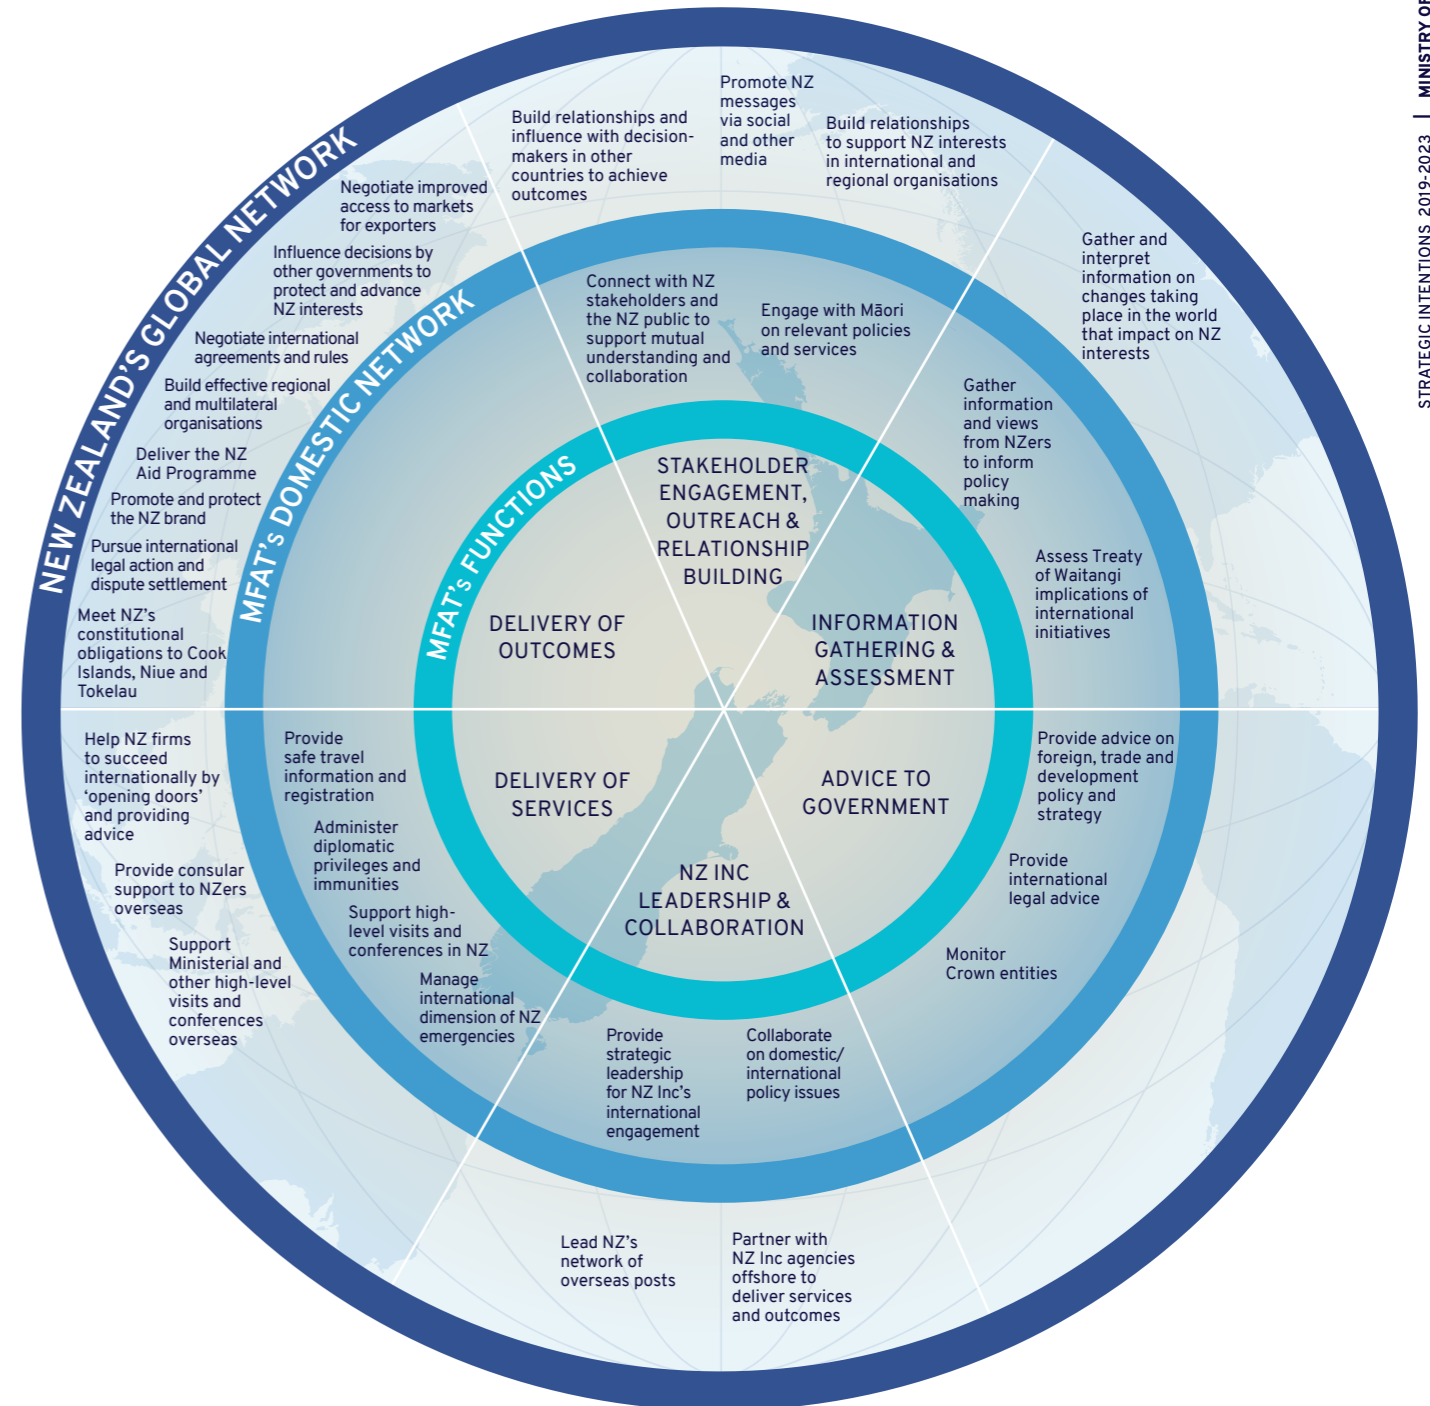 MINISTRY OF
STRATEGIC INTENTIONS 2019-2023 |
NEW ZEALAND'S GLOBAL NETWORK
MFAT's DOMESTIC NETWORK
MFAT's FUNCTIONS
Build relationships and
influence with decision-
makers in other
countries to achieve
outcomes
Promote NZ
messages
via social
and other
media
Build relationships
to support NZ interests
in international and
regional organisations
Negotiate improved
access to markets
for exporters
Influence decisions by
other governments to
protect and advance
NZ interests
Negotiate international
agreements and rules
Build effective regional
and multilateral
organisations
Deliver the NZ
Aid Programme
Promote and protect
the NZ brand
Pursue international
legal action and
dispute settlement
Meet NZ's
constitutional
obligations to Cook
Islands, Niue and
Tokelau
Gather and
interpret
information on
changes taking
place in the world
that impact on NZ
interests
Connect with NZ
stakeholders and
the NZ public to
support mutual
understanding and
collaboration
Engage with Māori
on relevant policies
and services
Gather
information
and views
from NZers
to inform
policy
making
Assess Treaty
of Waitangi
implications of
international
initiatives
STAKEHOLDER
ENGAGEMENT,
OUTREACH &
RELATIONSHIP
BUILDING
DELIVERY OF
OUTCOMES
INFORMATION
GATHERING &
ASSESSMENT
DELIVERY OF
SERVICES
ADVICE TO
GOVERNMENT
NZ INC
LEADERSHIP &
COLLABORATION
Help NZ firms
to succeed
internationally by
‘opening doors’
and providing
advice
Provide consular
support to NZers
overseas
Support
Ministerial and
other high-level
visits and
conferences
overseas
Provide
safe travel
information and
registration
Administer
diplomatic
privileges and
immunities
Support high-
level visits and
conferences in NZ
Manage
international
dimension of NZ
emergencies
Provide advice on
foreign, trade and
development
policy and
strategy
Provide
international
legal advice
Monitor
Crown entities
Provide
strategic
leadership
for NZ Inc's
international
engagement
Collaborate
on domestic/
international
policy issues
Lead NZ's
network of
overseas posts
Partner with
NZ Inc agencies
offshore to
deliver services
and outcomes